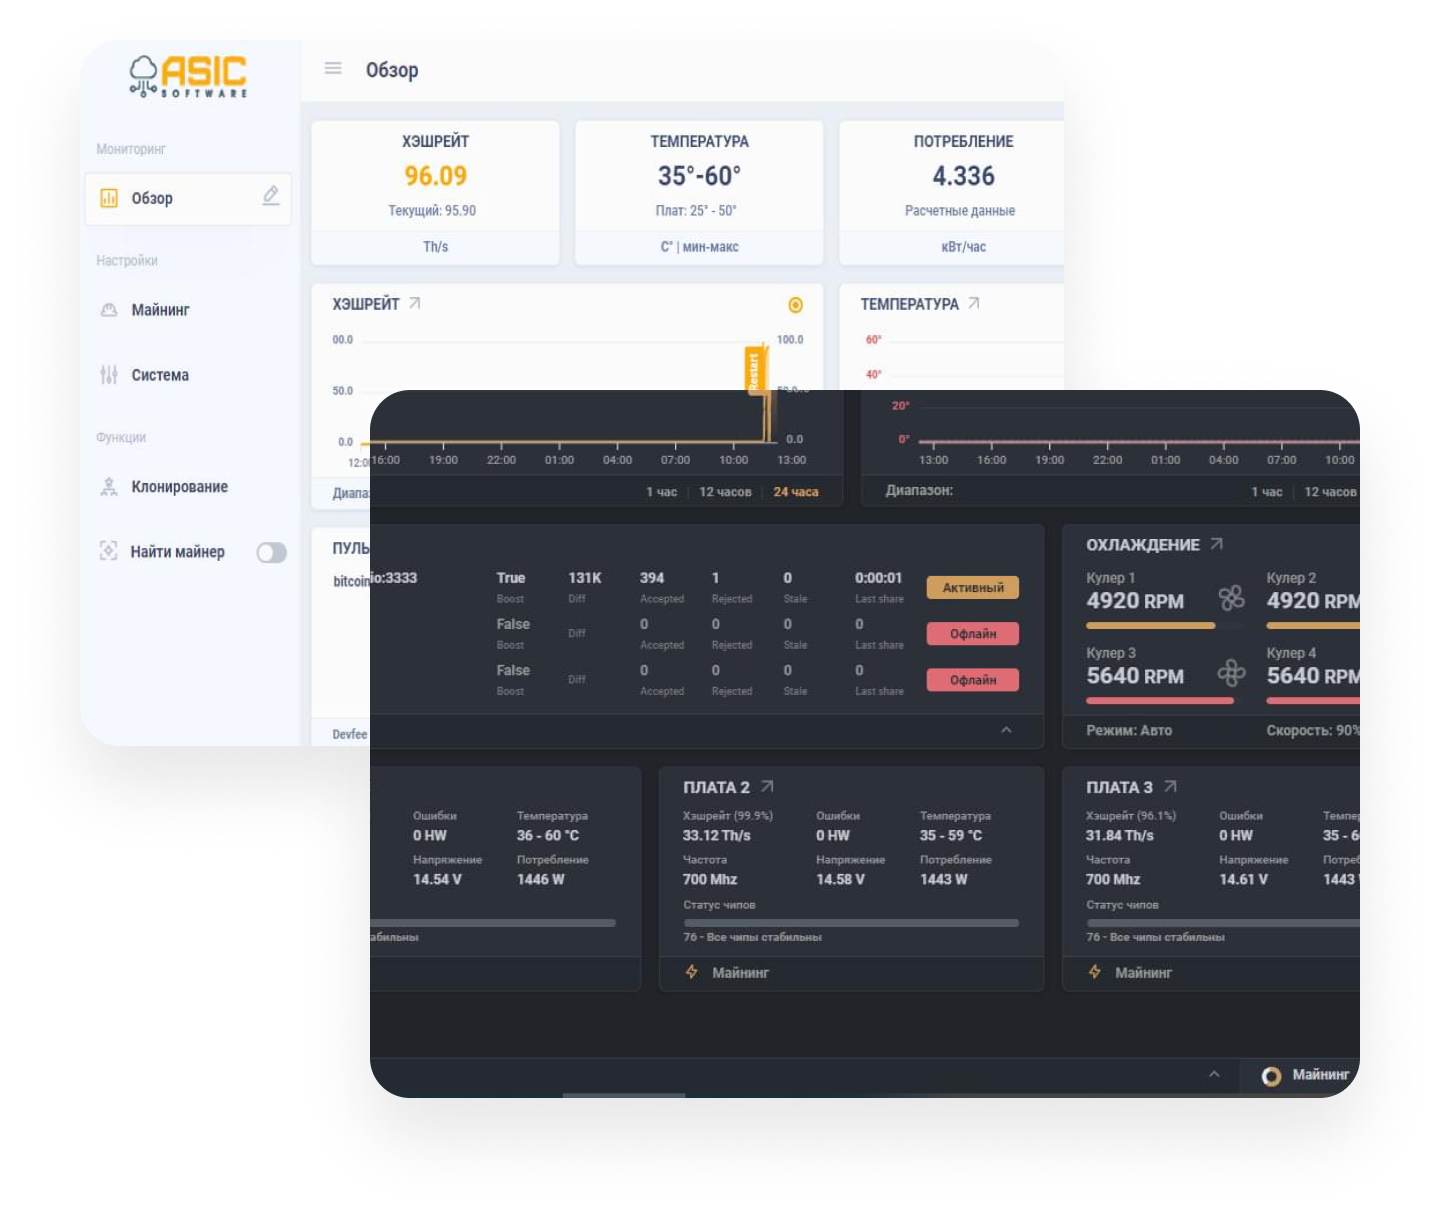 ASIC
SOFTWARE
Мониторинг
Обзор
Настройки
Майнинг
Система
Функции
Клонирование
Найти майнер
Обзор
ХЭШРЕЙТ
96.09
Текущий: 95.90
Th/s
ТЕМПЕРАТУРА
35°-60°
Плат: 25° - 50°
C° | мин-макс
ПОТРЕБЛЕНИЕ
4.336
Расчетные данные
кВт/час
ХЭШРЕЙТ
00.0 100.0
Restart
50.0
0.0 0.0
12:0 16:00 19:00 22:00 01:00 04:00 07:00 10:00 13:00
Диапа 1 час 12 часов 24 часа
ТЕМПЕРАТУРА
60°
40°
20°
0°
13:00 16:00 19:00 22:00 01:00 04:00 07:00 10:00
Диапазон: 1 час 12 часов
ПУЛЬ
bitcoin io:3333 True 131K 394 1 0 0:00:01 Активный
Boost Diff Accepted Rejected Stale Last share
False 0 0 0 0 Офлайн
Boost Diff Accepted Rejected Stale Last share
False 0 0 0 0 Офлайн
Boost Diff Accepted Rejected Stale Last share
Devfee
ОХЛАЖДЕНИЕ
Кулер 1 Кулер 2
4920 RPM 4920 RPM
Кулер 3 Кулер 4
5640 RPM 5640 RPM
Режим: Авто Скорость: 90%
Ошибки Температура
0 HW 36 - 60 °C
Напряжение Потребление
14.54 V 1446 W
абильны
ПЛАТА 2
Хэшрейт (99.9%) Ошибки Температура
33.12 Th/s 0 HW 35 - 59 °C
Частота Напряжение Потребление
700 Mhz 14.58 V 1443 W
Статус чипов
76 - Все чипы стабильны
Майнинг
ПЛАТА 3
Хэшрейт (96.1%) Ошибки Темпер
31.84 Th/s 0 HW 35 - 6
Частота Напряжение Потреб
700 Mhz 14.61 V 1443
Статус чипов
76 - Все чипы стабильны
Майнинг
Майнинг